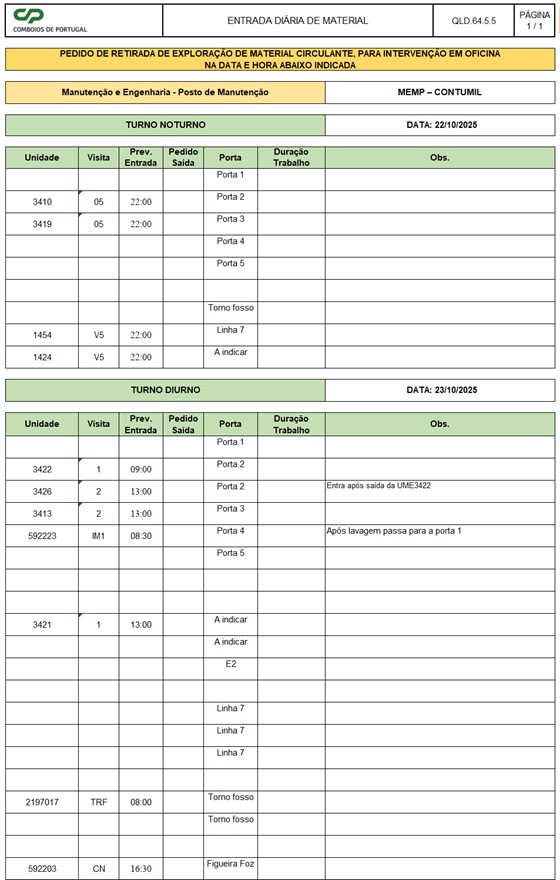 CP
COMBOIOS DE PORTUGAL
ENTRADA DIÁRIA DE MATERIAL
QLD.64.5.5
PÁGINA
1 / 1
PEDIDO DE RETIRADA DE EXPLORAÇÃO DE MATERIAL CIRCULANTE, PARA INTERVENÇÃO EM OFICINA
NA DATA E HORA ABAIXO INDICADA
Manutenção e Engenharia - Posto de Manutenção MEMP – CONTUMIL
TURNO NOTURNO DATA: 22/10/2025
Unidade Visita Prev. Entrada Pedido Saída Porta Duração Trabalho Obs.
Porta 1
3410 05 22:00 Porta 2
3419 05 22:00 Porta 3
Porta 4
Porta 5
Torno fosso
1454 V5 22:00 Linha 7
1424 V5 22:00 A indicar
TURNO DIURNO DATA: 23/10/2025
Unidade Visita Prev. Entrada Pedido Saída Porta Duração Trabalho Obs.
Porta 1
3422 1 09:00 Porta 2
3426 2 13:00 Porta 2 Entra após saída da UME3422
3413 2 13:00 Porta 3
592223 IM1 08:30 Porta 4 Após lavagem passa para a porta 1
Porta 5
3421 1 13:00 A indicar
A indicar
E2
Linha 7
Linha 7
Linha 7
2197017 TRF 08:00 Torno fosso
Torno fosso
592203 CN 16:30 Figueira Foz